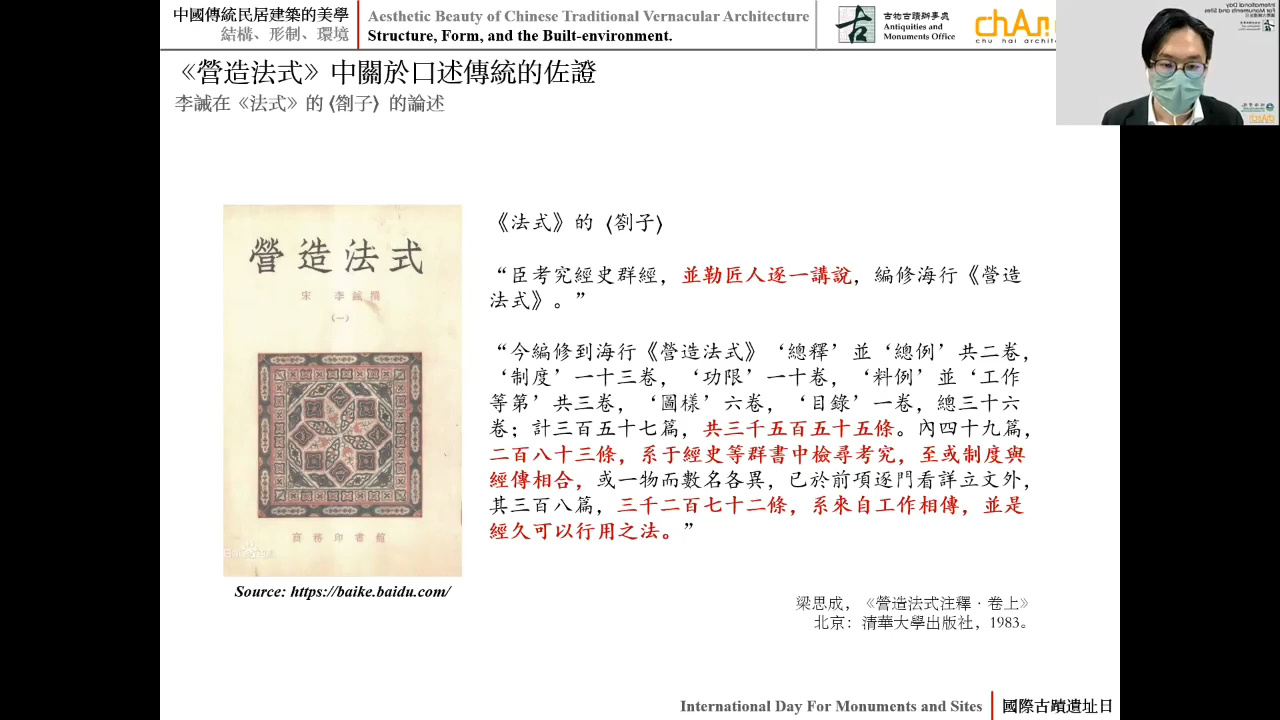 中國傳統民居建築的美學
結構、形制、環境
Aesthetic Beauty of Chinese Traditional Vernacular Architecture
Structure, Form, and the Built-environment.
古
古物古蹟辦事處
Antiquities and
Monuments Office
chArc
chu hai archite
《營造法式》中關於口述傳統的佐證
李誡在《法式》的〈劄子〉的論述
營造法式
宋 李誡撰
(一)
商務印書館
Source: https://baike.baidu.com/
《法式》的〈劄子〉
“臣考究經史群經，並勒匠人逐一講說，編修海行《營造
法式》。”
“今編修到海行《營造法式》‘總釋’並‘總例’共二卷，
‘制度’一十三卷，‘功限’一十卷，‘料例’並‘工作
等第’共三卷，‘圖樣’六卷，‘目錄’一卷，總三十六
卷；計三百五十七篇，共三千五百五十五條。內四十九篇，
二百八十三條，系于經史等群書中檢尋考究，至或制度與
經傳相合，或一物而數名各異，已於前項逐門看詳立文外，
其三百八篇，三千二百七十二條，系來自工作相傳，並是
經久可以行用之法。”
梁思成，《營造法式注釋·卷上》
北京：清華大學出版社，1983。
International Day For Monuments and Sites
國際古蹟遺址日